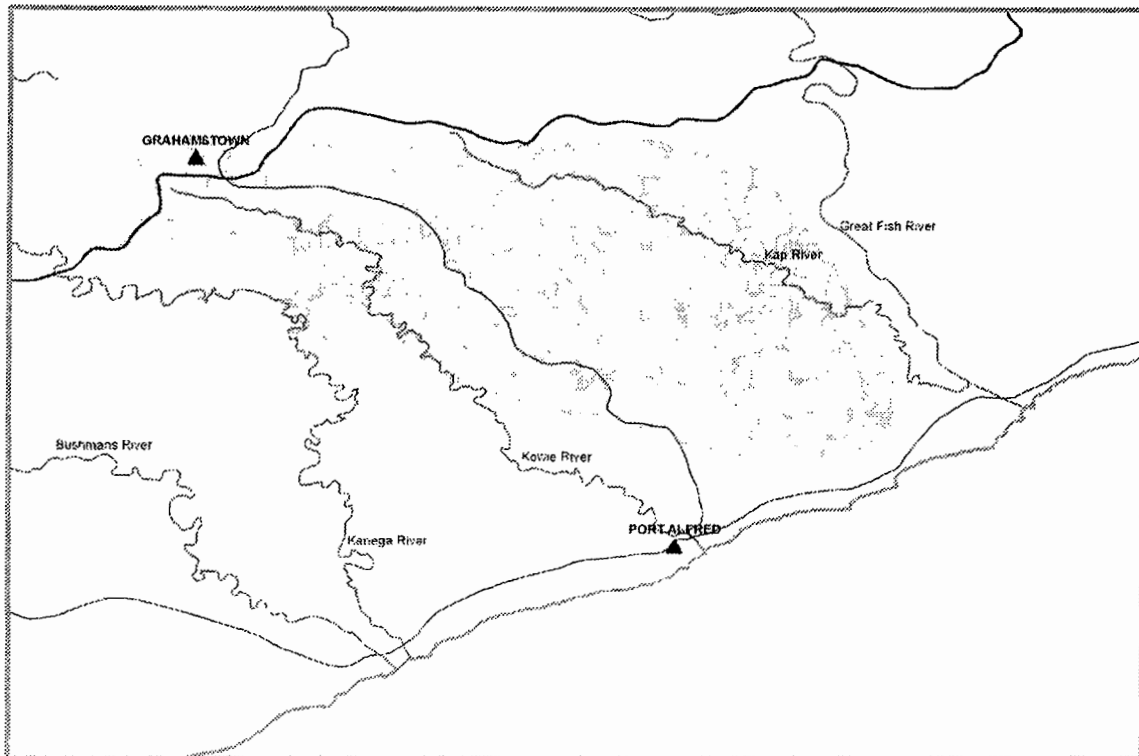 GRAHAMSTOWN
Great Fish River
Kap River
Bushmans River
Kowie River
PORT ALFRED
Kariega River